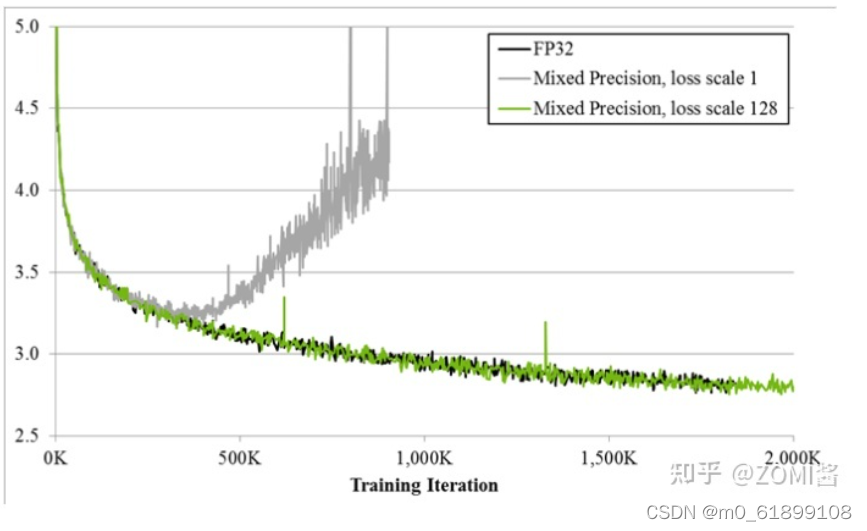 5.0
4.5
4.0
3.5
3.0
2.5
FP32
Mixed Precision, loss scale 1
Mixed Precision, loss scale 128
0K
500K
1,000K
1,500K
2,000K
Training Iteration
知乎 @ZOMI酱
CSDN @m0_61899108